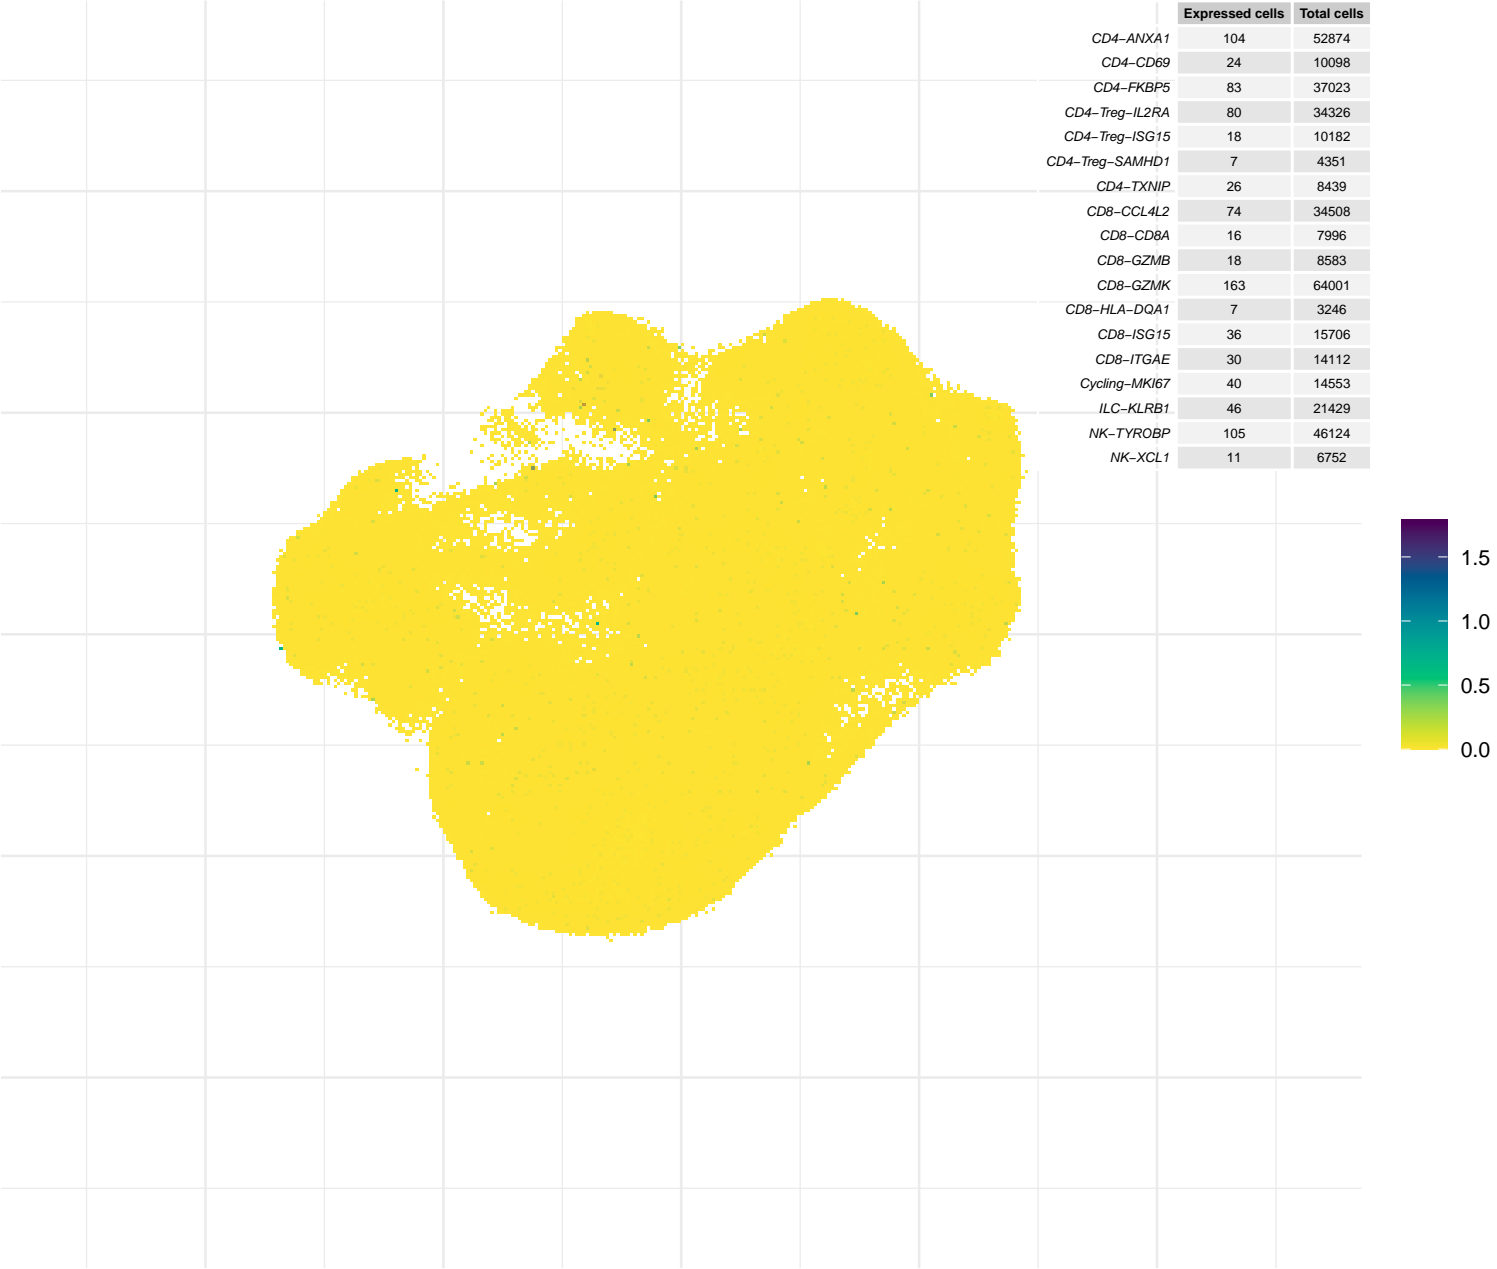 Expressed cells Total cells
CD4−ANXA1 104 52874
CD4−CD69 24 10098
CD4−FKBP5 83 37023
CD4−Treg−IL2RA 80 34326
CD4−Treg−ISG15 18 10182
CD4−Treg−SAMHD1 7 4351
CD4−TXNIP 26 8439
CD8−CCL4L2 74 34508
CD8−CD8A 16 7996
CD8−GZMB 18 8583
CD8−GZMK 163 64001
CD8−HLA−DQA1 7 3246
CD8−ISG15 36 15706
CD8−ITGAE 30 14112
Cycling−MKI67 40 14553
ILC−KLRB1 46 21429
NK−TYROBP 105 46124
NK−XCL1 11 6752
1.5
1.0
0.5
0.0